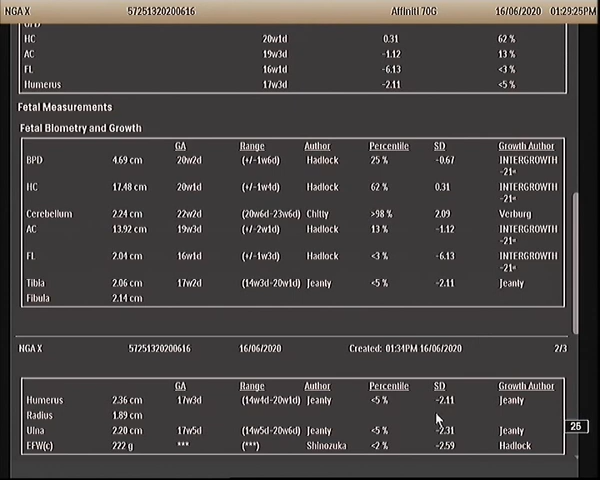 NGA X 57251320200616 Affiniti 70G 16/06/2020 01:29:25PM
HC 20w1d 0.31 62 %
AC 19w3d -1.12 13 %
FL 16w1d -6.13 <3 %
Humerus 17w3d -2.11 <5 %
Fetal Measurements
Fetal Biometry and Growth
GA Range Author Percentile SD Growth Author
BPD 4.69 cm 20w2d (+/-1w6d) Hadlock 25 % -0.67 INTERGROWTH
-21st
HC 17.48 cm 20w1d (+/-1w4d) Hadlock 62 % 0.31 INTERGROWTH
-21st
Cerebellum 2.24 cm 22w2d (20w6d-23w6d) Chitty >98 % 2.09 Verburg
AC 13.92 cm 19w3d (+/-2w1d) Hadlock 13 % -1.12 INTERGROWTH
-21st
FL 2.04 cm 16w1d (+/-1w3d) Hadlock <3 % -6.13 INTERGROWTH
-21st
Tibia 2.06 cm 17w2d (14w3d-20w1d) Jeanty <5 % -2.11 Jeanty
Fibula 2.14 cm
NGA X 57251320200616 16/06/2020 Created: 01:34PM 16/06/2020 2/3
GA Range Author Percentile SD Growth Author
Humerus 2.36 cm 17w3d (14w4d-20w1d) Jeanty <5 % -2.11 Jeanty
Radius 1.89 cm
25
Ulna 2.20 cm 17w5d (14w5d-20w6d) Jeanty <5 % -2.31 Jeanty
EFW(c) 222 g *** (***) Shinozuka <2 % -2.59 Hadlock